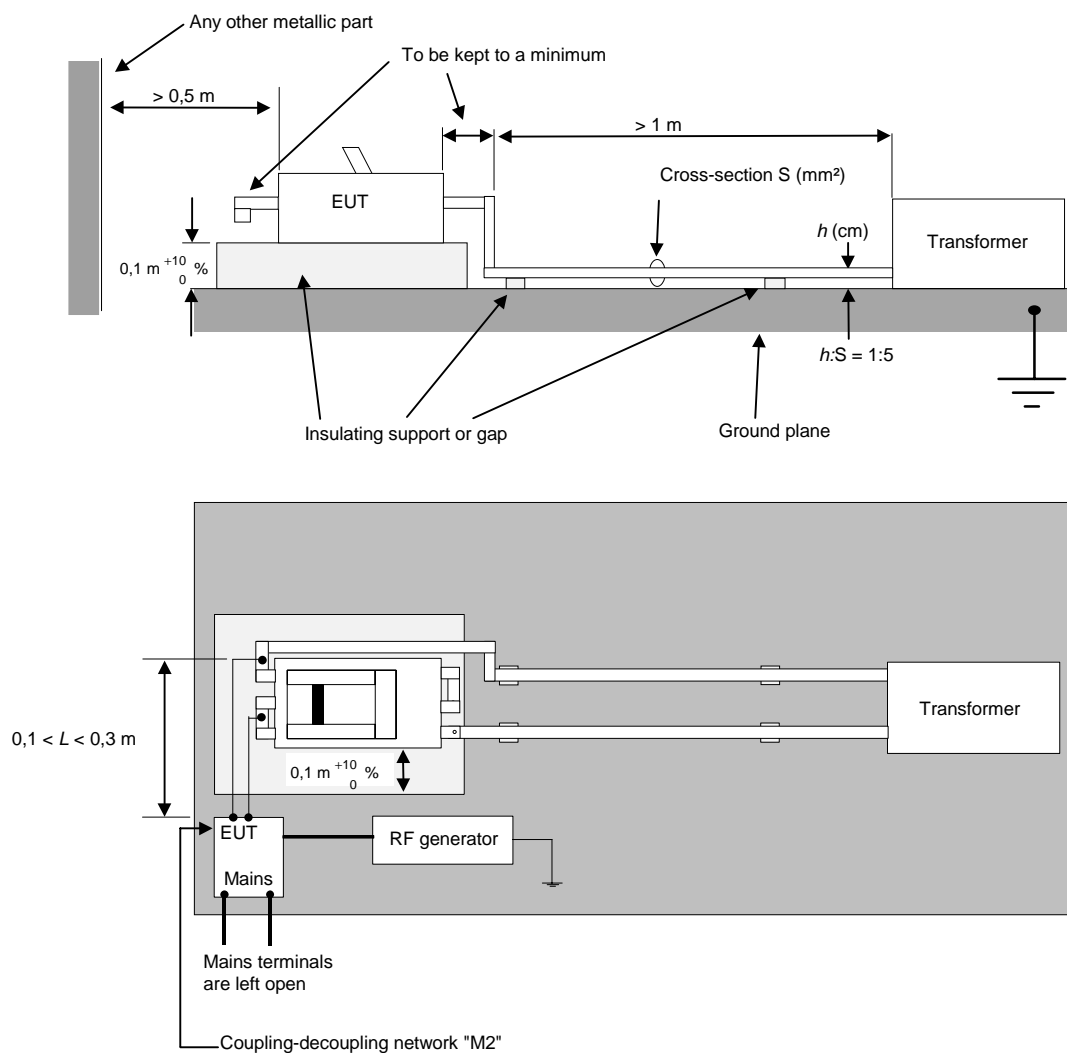 Any other metallic part
To be kept to a minimum
> 0,5 m
> 1 m
Cross-section S (mm²)
EUT
h (cm)
Transformer
0,1 m +10 0 %
h:S = 1:5
Insulating support or gap
Ground plane
Transformer
0,1 < L < 0,3 m
0,1 m +10 0 %
EUT
RF generator
Mains
Mains terminals
are left open
Coupling-decoupling network "M2"